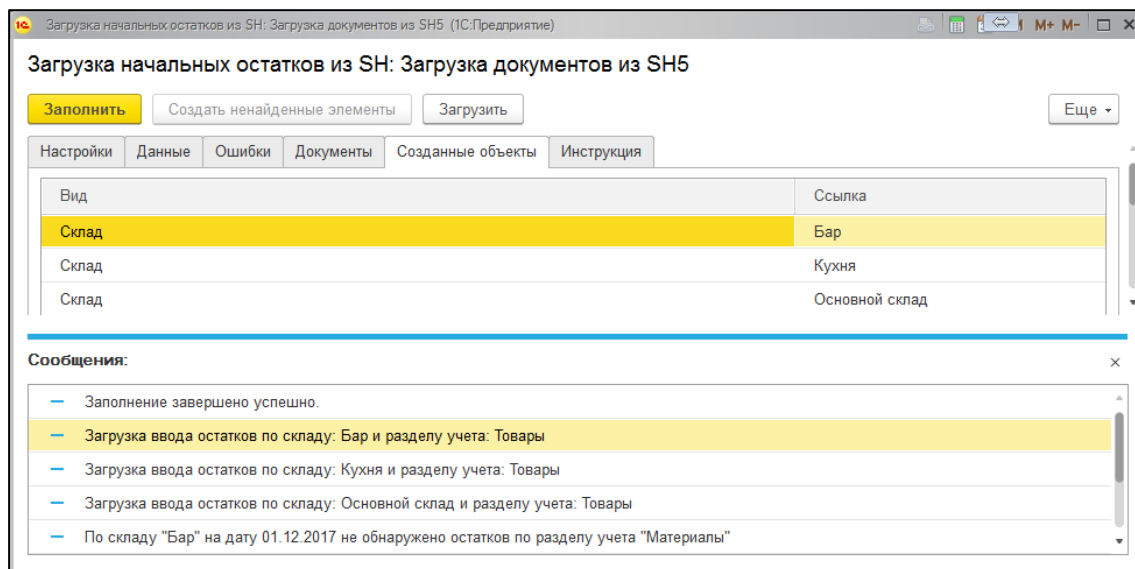 1С Загрузка начальных остатков из SH: Загрузка документов из SH5 (1С:Предприятие) M+ M-
Загрузка начальных остатков из SH: Загрузка документов из SH5
Заполнить Создать ненайденные элементы Загрузить Еще
Настройки Данные Ошибки Документы Созданные объекты Инструкция
Вид Ссылка
Склад Бар
Склад Кухня
Склад Основной склад
Сообщения:
Заполнение завершено успешно.
Загрузка ввода остатков по складу: Бар и разделу учета: Товары
Загрузка ввода остатков по складу: Кухня и разделу учета: Товары
Загрузка ввода остатков по складу: Основной склад и разделу учета: Товары
По складу "Бар" на дату 01.12.2017 не обнаружено остатков по разделу учета "Материалы"